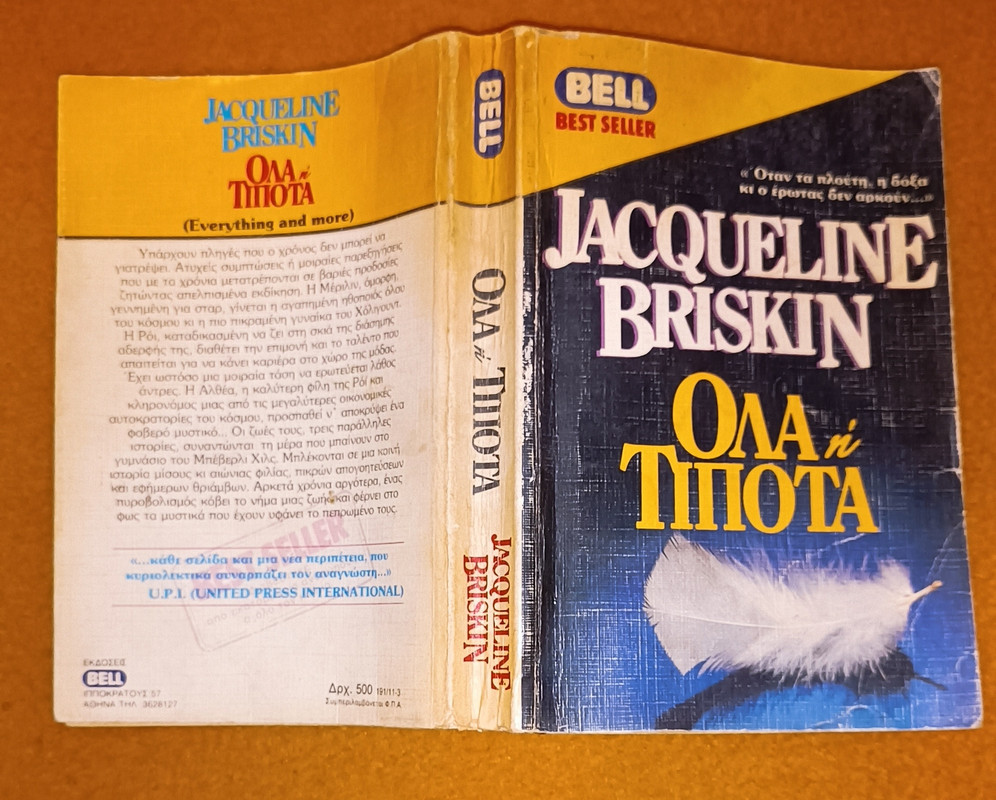 JACQUELINE
BRISKIN
ΟΛΑ ή
ΤΙΠΟΤΑ
(Everything and more)
Υπάρχουν πληγές που ο χρόνος δεν μπορεί να
γιατρέψει. Ατυχείς συμπτώσεις ή μοιραίες παρεξηγήσεις
που με τα χρόνια μετατρέπονται σε βαριές προδοσίες
ζητώντας απελπισμένα εκδίκηση. Η Μέριλιν, όμορφη,
γεννημένη για σταρ, γίνεται η αγαπημένη ηθοποιός όλου
του κόσμου κι η πιο πικραμένη γυναίκα του Χόλιγουντ.
Η Ρόι, καταδικασμένη να ζει στη σκιά της διάσημης
αδερφής της, διαθέτει την επιμονή και το ταλέντο που
απαιτείται για να κάνει καριέρα στο χώρο της μόδας.
Έχει ωστόσο μια μοιραία τάση να ερωτεύεται λάθος
άντρες. Η Αλθέα, η καλύτερη φίλη της Ρόι και
κληρονόμος μιας από τις μεγαλύτερες οικονομικές
αυτοκρατορίες του κόσμου, προσπαθεί ν' αποκρύψει ένα
φοβερό μυστικό... Οι ζωές τους, τρεις παράλληλες
ιστορίες, συναντώνται τη μέρα που μπαίνουν στο
γυμνάσιο του Μπέβερλι Χιλς. Μπλέκονται σε μια κοινή
ιστορία μίσους κι αιώνιας φιλίας, πικρών απογοητεύσεων
και εφήμερων θριάμβων. Αρκετά χρόνια αργότερα, ένας
πυροβολισμός κόβει το νήμα μιας ζωής και φέρνει στο
φως τα μυστικά που έχουν υφάνει το πεπρωμένο τους.
«...κάθε σελίδα και μια νέα περιπέτεια, που
κυριολεκτικά συναρπάζει τον αναγνώστη...»
U.P.I. (UNITED PRESS INTERNATIONAL)
ΕΚΔΟΣΕΙΣ
BELL
ΙΠΠΟΚΡΑΤΟΥΣ 57
ΑΘΗΝΑ ΤΗΛ. 3628127
Δρχ. 500 191/11-3
Συμπεριλαμβάνεται Φ.Π.Α.
BELL
ΟΛΑ ή ΤΙΠΟΤΑ
JACQUELINE
BRISKIN
BELL
BEST SELLER
«Όταν τα πλούτη, η δόξα
κι ο έρωτας δεν αρκούν...»
JACQUELINE
BRISKIN
ΟΛΑ ή
ΤΙΠΟΤΑ